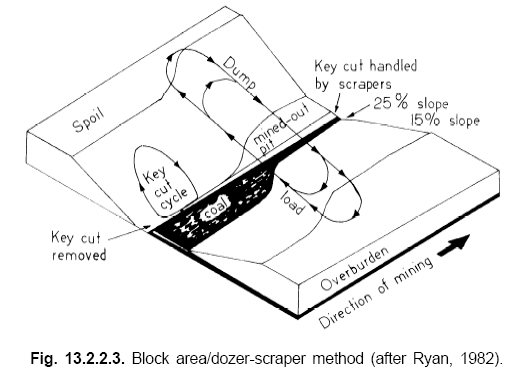 Spoil
Dump
Key cut handled
by scrapers
25% slope
15% slope
mined-out
pit
Key
cut
cycle
coal
load
Key cut
removed
Overburden
Direction of mining
Fig. 13.2.2.3. Block area/dozer-scraper method (after Ryan, 1982).